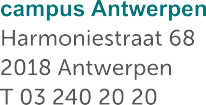 campus Antwerpen
Harmoniestraat 68
2018 Antwerpen
T 03 240 20 20